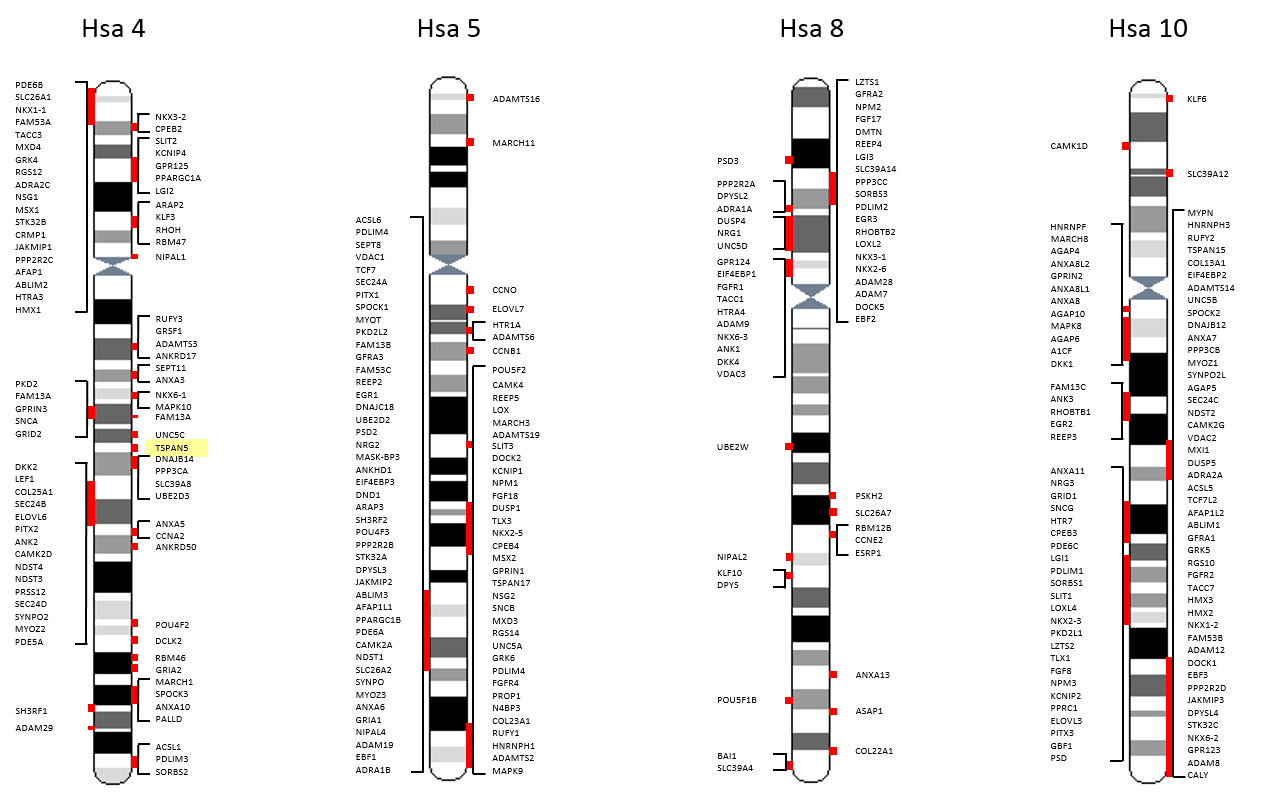 Hsa 4
PDE6B
SLC26A1
NKX1-1
FAM53A
TACC3
MXD4
GRK4
RGS12
ADRA2C
NSG1
MSX1
STK32B
CRMP1
JAKMIP1
PPP2R2C
AFAP1
ABLIM2
HTRA3
HMX1
PKD2
FAM13A
GPRIN3
SNCA
GRID2
DKK2
LEF1
COL25A1
SEC24B
ELOVL6
PITX2
ANK2
CAMK2D
NDST4
NDST3
PRSS12
SEC24D
SYNPO2
MYOZ2
PDE5A
SH3RF1
ADAM29
NKX3-2
CPEB2
SLIT2
KCNIP4
GPR125
PPARGC1A
LGI2
ARAP2
KLF3
RHOH
RBM47
NIPAL1
RUFY3
GRSF1
ADAMTS3
ANKRD17
SEPT11
ANXA3
NKX6-1
MAPK10
FAM13A
UNC5C
TSPAN5
DNAJB14
PPP3CA
SLC39A8
UBE2D3
ANXA5
CCNA2
ANKRD50
POU4F2
DCLK2
RBM46
GRIA2
MARCH1
SPOCK3
ANXA10
PALLD
ACSL1
PDLIM3
SORBS2
Hsa 5
ACSL6
PDLIM4
SEPT8
VDAC1
TCF7
SEC24A
PITX1
SPOCK1
MYOT
PKD2L2
FAM13B
GFRA3
FAM53C
REEP2
EGR1
DNAJC18
UBE2D2
PSD2
NRG2
MASK-BP3
ANKHD1
EIF4EBP3
DND1
ARAP3
SH3RF2
POU4F3
PPP2R2B
STK32A
DPYSL3
JAKMIP2
ABLIM3
AFAP1L1
PPARGC1B
PDE6A
CAMK2A
NDST1
SLC26A2
SYNPO
MYOZ3
ANXA6
GRIA1
NIPAL4
ADAM19
EBF1
ADRA1B
ADAMTS16
MARCH11
CCNO
ELOVL7
HTR1A
ADAMTS6
CCNB1
POU5F2
CAMK4
REEP5
LOX
MARCH3
ADAMTS19
SLIT3
DOCK2
KCNIP1
NPM1
FGF18
DUSP1
TLX3
NKX2-5
CPEB4
MSX2
GPRIN1
TSPAN17
NSG2
SNCB
MXD3
RGS14
UNC5A
GRK6
PDLIM4
FGFR4
PROP1
N4BP3
COL23A1
RUFY1
HNRNPH1
ADAMTS2
MAPK9
Hsa 8
PSD3
PPP2R2A
DPYSL2
ADRA1A
DUSP4
NRG1
UNC5D
GPR124
EIF4EBP1
FGFR1
TACC1
HTRA4
ADAM9
NKX6-3
ANK1
DKK4
VDAC3
UBE2W
NIPAL2
KLF10
DPYS
POU5F1B
BAI1
SLC39A4
LZTS1
GFRA2
NPM2
FGF17
DMTN
REEP4
LGI3
SLC39A14
PPP3CC
SORBS3
PDLIM2
EGR3
RHOBTB2
LOXL2
NKX3-1
NKX2-6
ADAM28
ADAM7
DOCK5
EBF2
PSKH2
SLC26A7
RBM12B
CCNE2
ESRP1
ANXA13
ASAP1
COL22A1
Hsa 10
CAMK1D
HNRNPF
MARCH8
AGAP4
ANXA8L2
GPRIN2
ANXA8L1
ANXA8
AGAP10
MAPK8
AGAP6
A1CF
DKK1
FAM13C
ANK3
RHOBTB1
EGR2
REEP3
ANXA11
NRG3
GRID1
SNCG
HTR7
CPEB3
PDE6C
LGI1
PDLIM1
SORBS1
SLIT1
LOXL4
NKX2-3
PKD2L1
LZTS2
TLX1
FGF8
NPM3
KCNIP2
PPRC1
ELOVL3
PITX3
GBF1
PSD
KLF6
SLC39A12
MYPN
HNRNPH3
RUFY2
TSPAN15
COL13A1
EIF4EBP2
ADAMTS14
UNC5B
SPOCK2
DNAJB12
ANXA7
PPP3CB
MYOZ1
SYNPO2L
AGAP5
SEC24C
NDST2
CAMK2G
VDAC2
MXI1
DUSP5
ADRA2A
ACSL5
TCF7L2
AFAP1L2
ABLIM1
GFRA1
GRK5
RGS10
FGFR2
TACC7
HMX3
HMX2
NKX1-2
FAM53B
ADAM12
DOCK1
EBF3
PPP2R2D
JAKMIP3
DPYSL4
STK32C
NKX6-2
GPR123
ADAM8
CALY